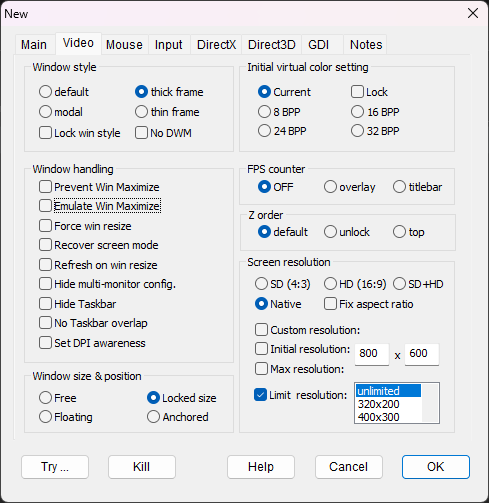 New
Main Video Mouse Input DirectX Direct3D GDI Notes
Window style
default thick frame
modal thin frame
Lock win style No DWM
Initial virtual color setting
Current Lock
8 BPP 16 BPP
24 BPP 32 BPP
Window handling
Prevent Win Maximize
Emulate Win Maximize
Force win resize
Recover screen mode
Refresh on win resize
Hide multi-monitor config.
Hide Taskbar
No Taskbar overlap
Set DPI awareness
FPS counter
OFF overlay titlebar
Z order
default unlock top
Screen resolution
SD (4:3) HD (16:9) SD+HD
Native Fix aspect ratio
Custom resolution:
Initial resolution: 800 x 600
Max resolution:
Limit resolution: unlimited
320x200
400x300
Window size & position
Free Locked size
Floating Anchored
Try ... Kill Help Cancel OK